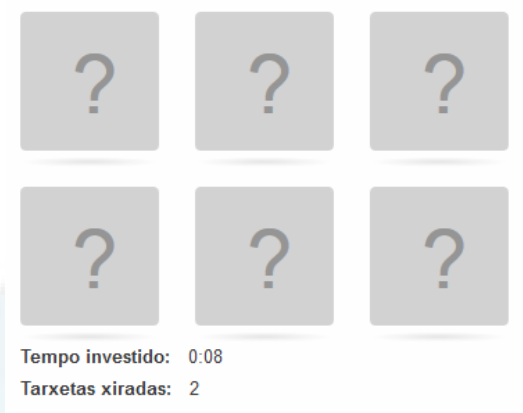 ? ? ?
? ? ?
Tempo investido: 0:08
Tarxetas xiradas: 2